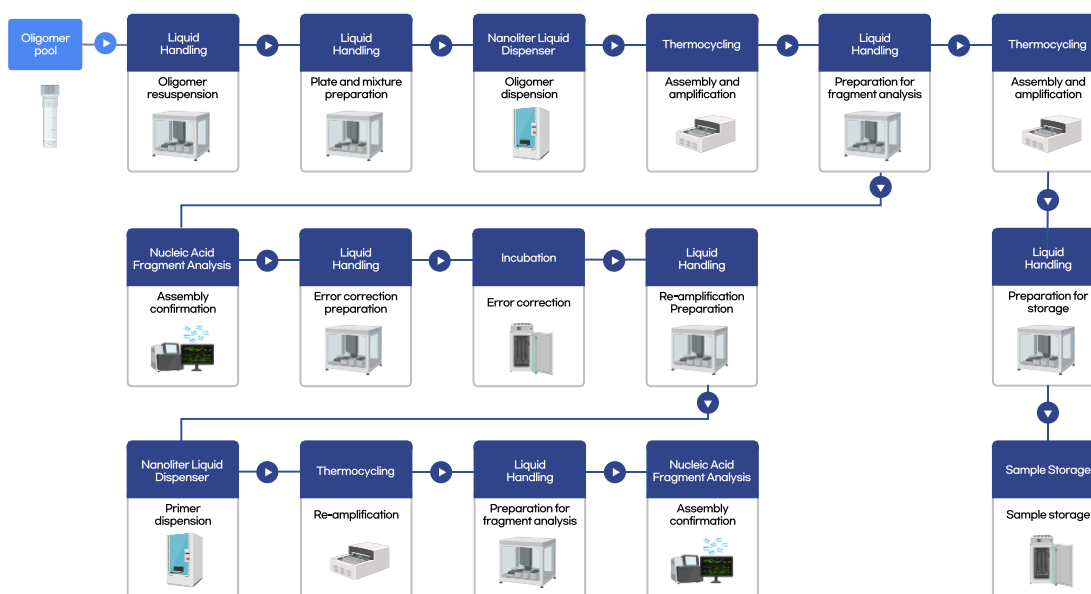 Oligomer
pool
Liquid
Handling
Oligomer
resuspension
Liquid
Handling
Plate and mixture
preparation
Nanoliter Liquid
Dispenser
Oligomer
dispension
Thermocycling
Assembly and
amplification
Liquid
Handling
Preparation for
fragment analysis
Thermocycling
Assembly and
amplification
Nucleic Acid
Fragment Analysis
Assembly
confirmation
Liquid
Handling
Error correction
preparation
Incubation
Error correction
Liquid
Handling
Re-amplification
Preparation
Liquid
Handling
Preparation for
storage
Nanoliter Liquid
Dispenser
Primer
dispension
Thermocycling
Re-amplification
Liquid
Handling
Preparation for
fragment analysis
Nucleic Acid
Fragment Analysis
Assembly
confirmation
Sample Storage
Sample storage